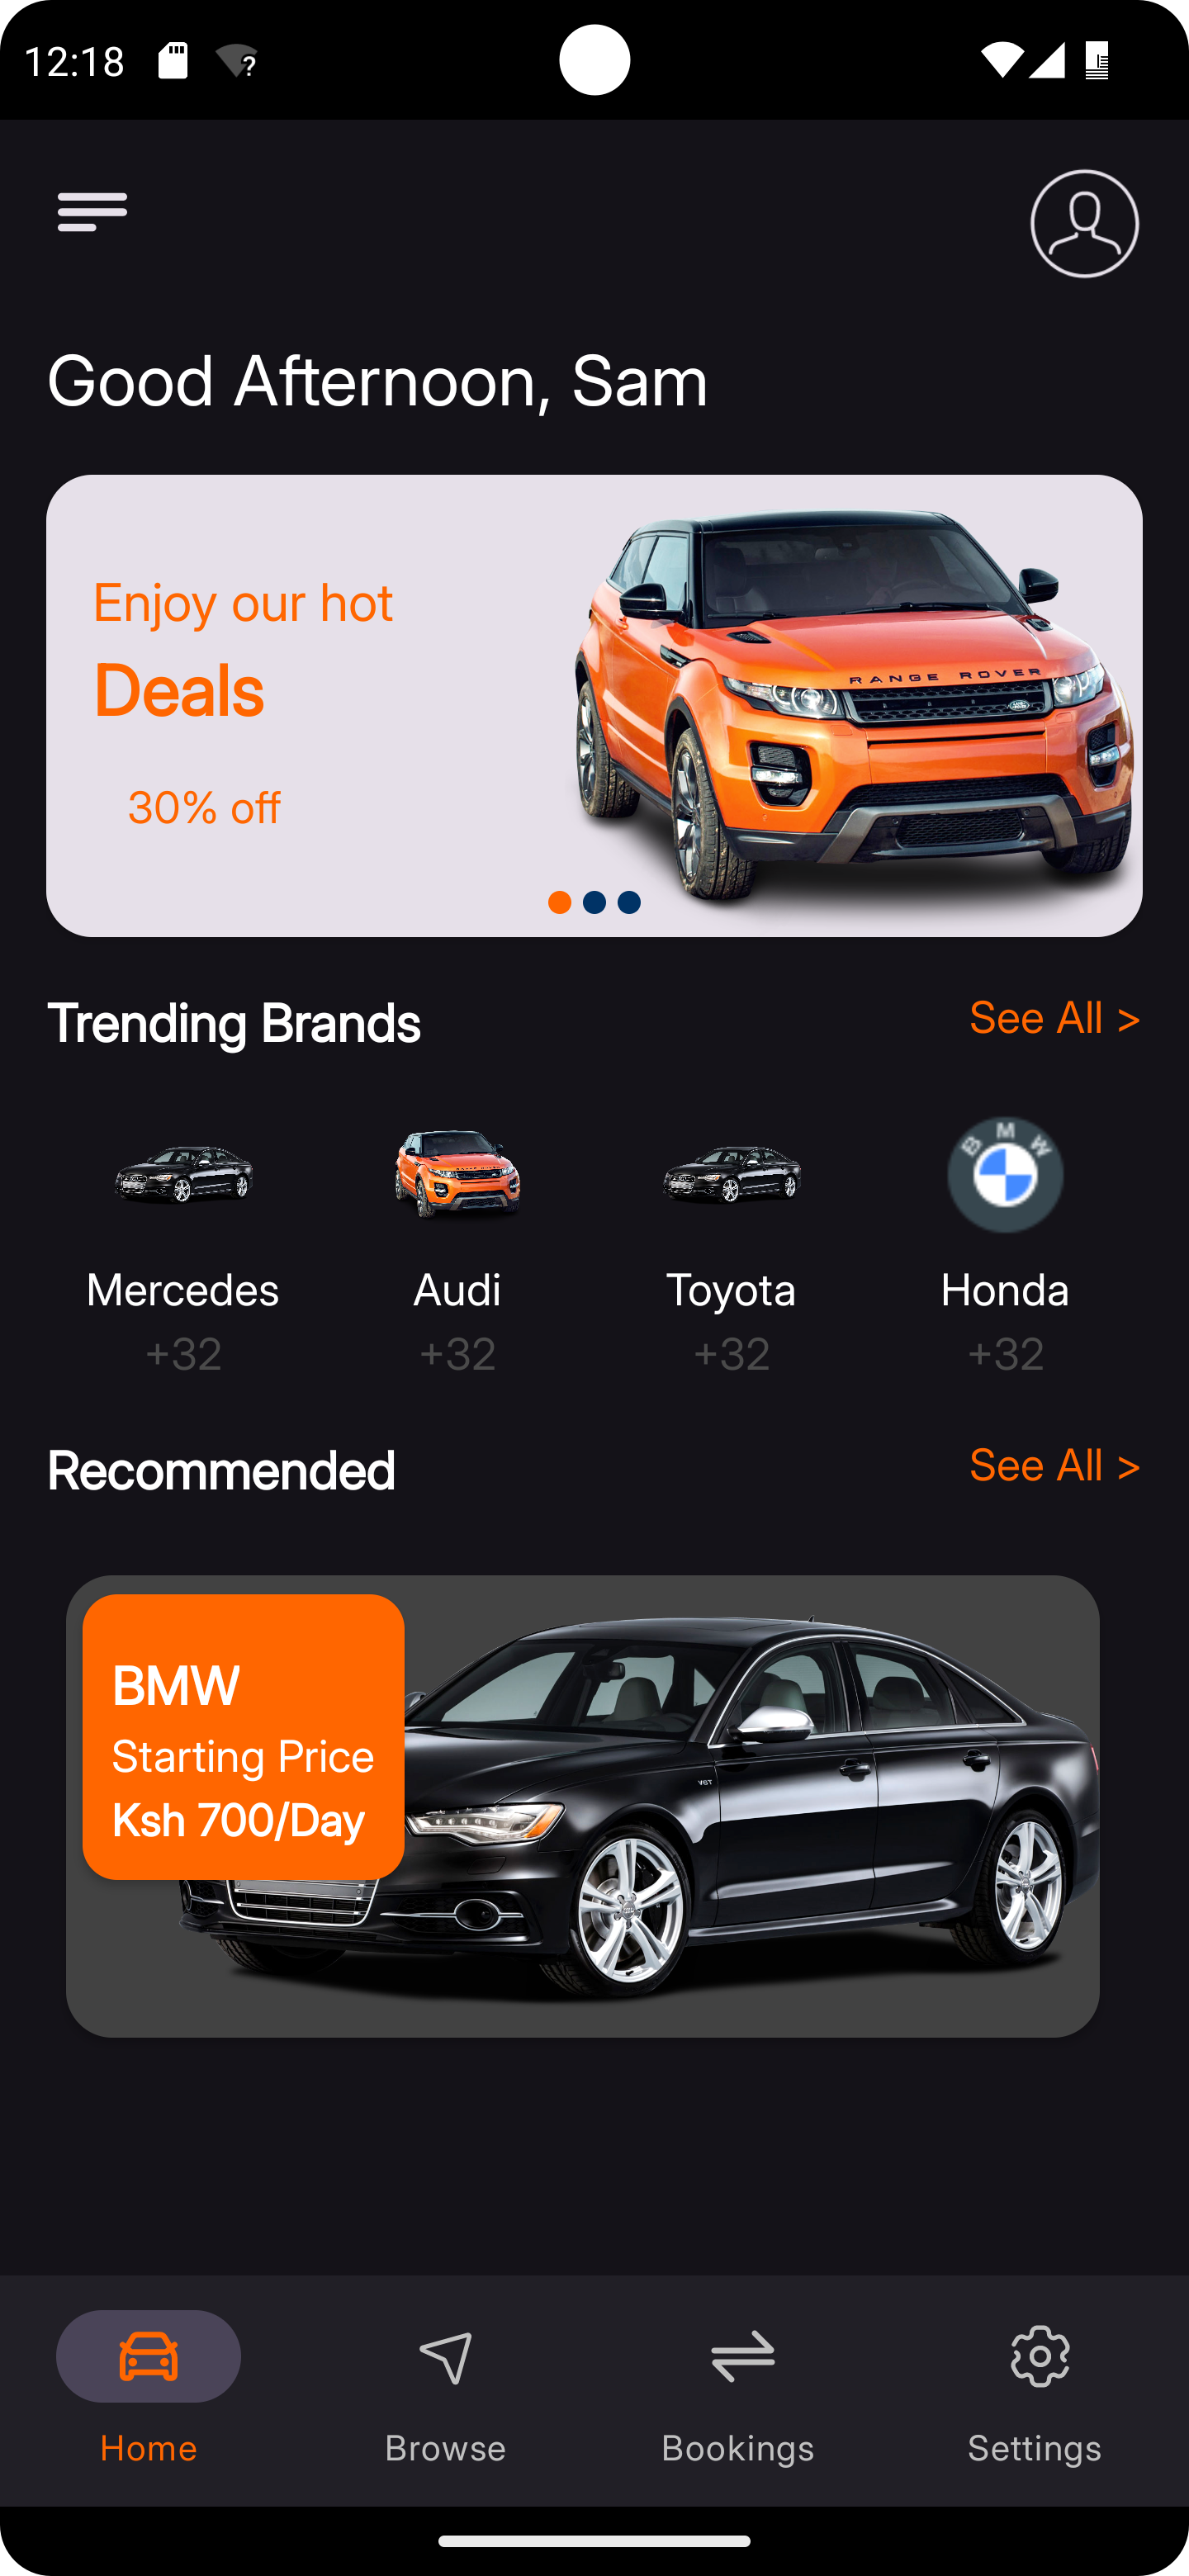 12:18
Good Afternoon, Sam
Enjoy our hot
Deals
30% off
RANGE ROVER
Trending Brands
See All >
BMW
Mercedes
Audi
Toyota
Honda
+32
+32
+32
+32
Recommended
See All >
BMW
Starting Price
Ksh 700/Day
V6T
Home
Browse
Bookings
Settings